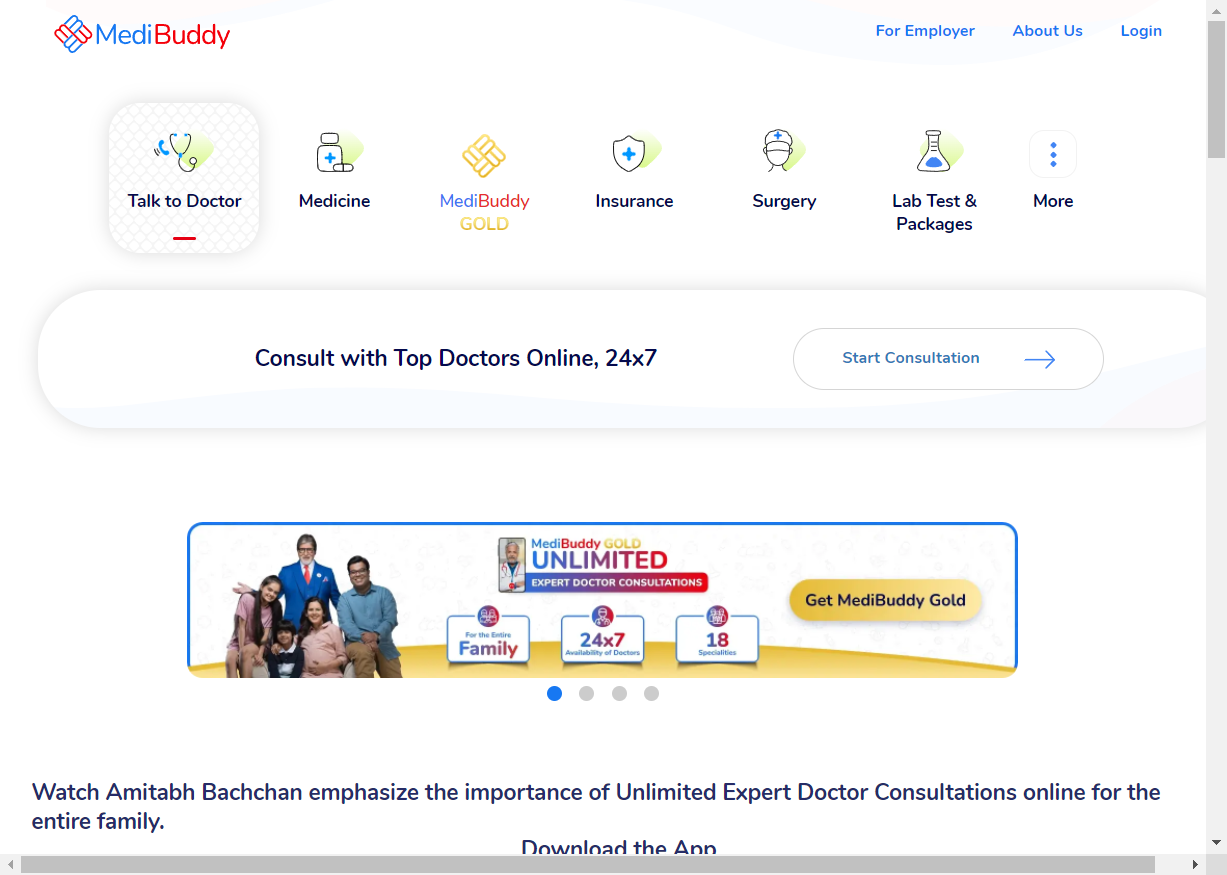 MediBuddy
For Employer
About Us
Login
Talk to Doctor
Medicine
MediBuddy
GOLD
Insurance
Surgery
Lab Test &
Packages
More
Consult with Top Doctors Online, 24x7
Start Consultation
MediBuddy GOLD
UNLIMITED
EXPERT DOCTOR CONSULTATIONS
For the Entire
Family
24x7
Availability of Doctors
18
Specialities
Get MediBuddy Gold
Watch Amitabh Bachchan emphasize the importance of Unlimited Expert Doctor Consultations online for the
entire family.
Download the App